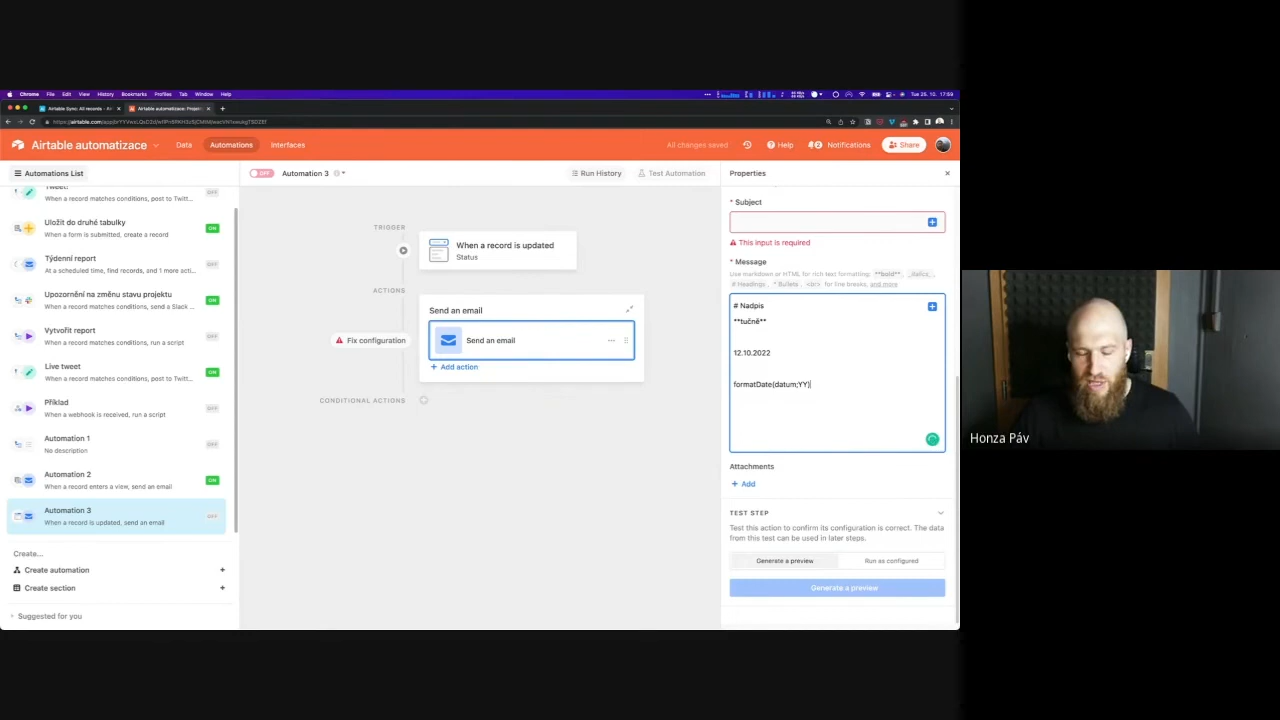 Chrome File Edit View History Bookmarks Profiles Tab Window Help
Tue 25. 10. 17:59
Airtable Sync: All records - Air
Airtable automatizace: Projekt
Airtable automatizace
Data
Automations
Interfaces
All changes saved
Help
Notifications
Share
Automations List
OFF
Automation 3
Run History
Test Automation
Properties
Tweet!
When a record matches conditions, post to Twitt...
OFF
Uložit do druhé tabulky
When a form is submitted, create a record
ON
Týdenní report
At a scheduled time, find records, and 1 more acti...
OFF
Upozornění na změnu stavu projektu
When a record matches conditions, send a Slack ...
ON
Vytvořit report
When a record matches conditions, run a script
OFF
Live tweet
When a record matches conditions, post to Twitt...
ON
Příklad
When a webhook is received, run a script
OFF
Automation 1
No description
OFF
Automation 2
When a record enters a view, send an email
ON
Automation 3
When a record is updated, send an email
OFF
Create...
Create automation
Create section
Suggested for you
TRIGGER
When a record is updated
Status
ACTIONS
Send an email
Fix configuration
Send an email
Add action
CONDITIONAL ACTIONS
* Subject
This input is required
* Message
Use markdown or HTML for rich text formatting: **bold**, _italics_,
# Headings, * Bullets, <br> for line breaks, and more
# Nadpis
**tučně**
12.10.2022
formatDate(datum;YY)
Attachments
Add
TEST STEP
Test this action to confirm its configuration is correct. The data
from this test can be used in later steps.
Generate a preview
Run as configured
Generate a preview
Honza Páv